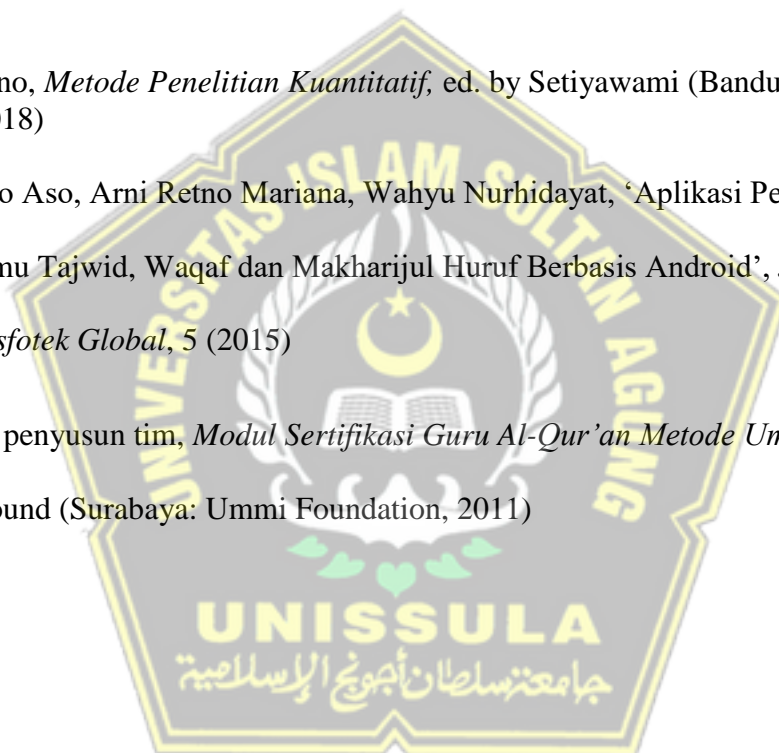 no, Metode Penelitian Kuantitatif, ed. by Setiyawami (Bandu
18)
o Aso, Arni Retno Mariana, Wahyu Nurhidayat, ‘Aplikasi Pe
mu Tajwid, Waqaf dan Makharijul Huruf Berbasis Android’,
sfotek Global, 5 (2015)
penyusun tim, Modul Sertifikasi Guru Al-Qur’an Metode Um
ound (Surabaya: Ummi Foundation, 2011)
UNIVERSITAS ISLAM SULTAN AGUNG
UNISSULA
جامعة سلطان أجونج الإسلامية